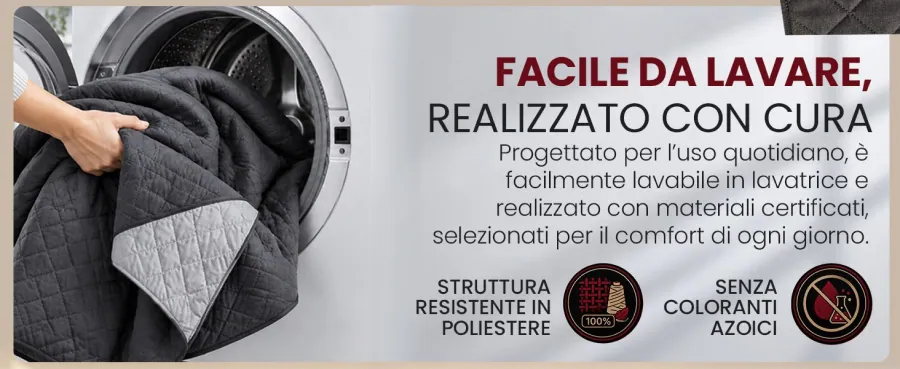 FACILE DA LAVARE,
REALIZZATO CON CURA
Progettato per l'uso quotidiano, è
facilmente lavabile in lavatrice e
realizzato con materiali certificati,
selezionati per il comfort di ogni giorno.
STRUTTURA
RESISTENTE IN
POLIESTERE
100%
SENZA
COLORANTI
AZOICI